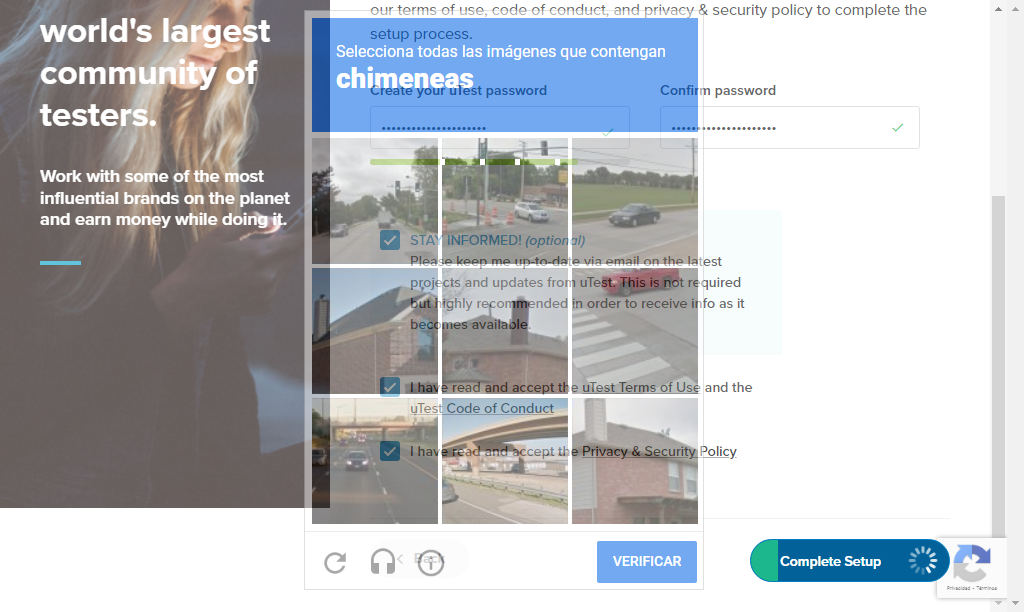 world's largest
community of
testers.
Work with some of the most
influential brands on the planet
and earn money while doing it.
our terms of use, code of conduct, and privacy & security policy to complete the
setup process.
Selecciona todas las imágenes que contengan
chimeneas
Create your uTest password
Confirm password
•••••••••••••••••••••
•••••••••••••••••••••
STAY INFORMED! (optional)
Please keep me up-to-date via email on the latest
projects and updates from uTest. This is not required
but highly recommended in order to receive info as it
becomes available.
I have read and accept the uTest Terms of Use and the
uTest Code of Conduct
I have read and accept the Privacy & Security Policy
Back
VERIFICAR
Complete Setup
Privacidad - Términos